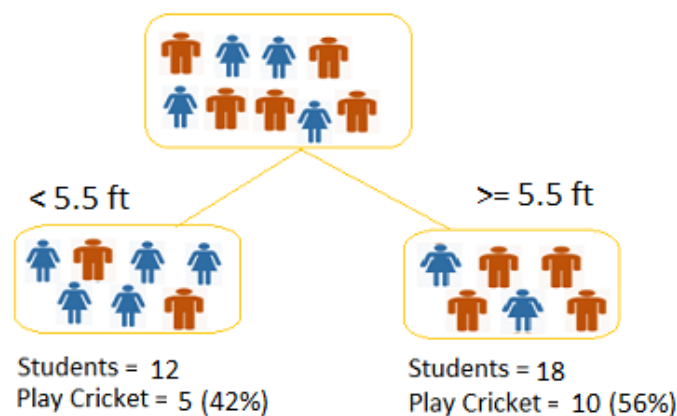 < 5.5 ft
>= 5.5 ft
Students = 12
Play Cricket = 5 (42%)
Students = 18
Play Cricket = 10 (56%)